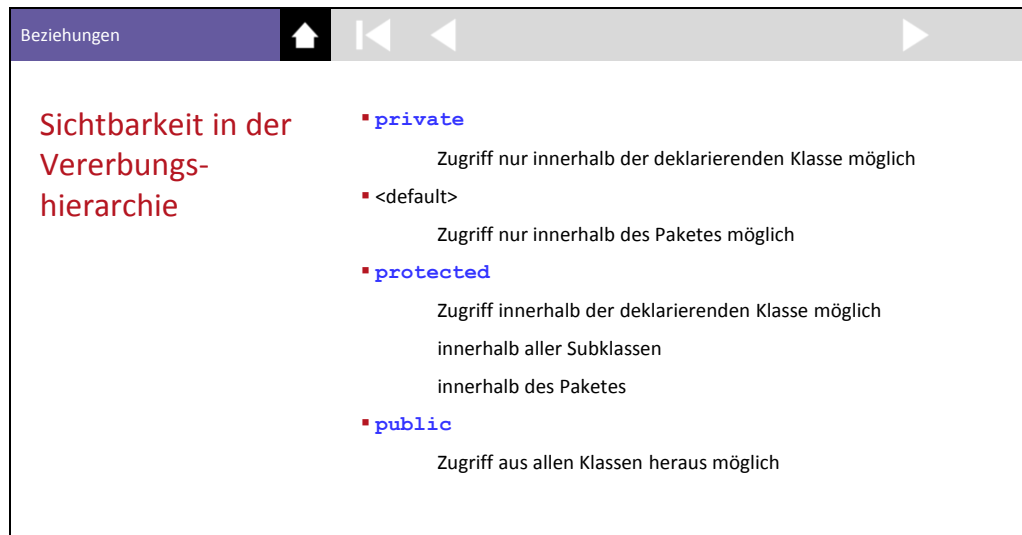 Beziehungen
Sichtbarkeit in der
Vererbungs-
hierarchie
▪ private
Zugriff nur innerhalb der deklarierenden Klasse möglich
▪ <default>
Zugriff nur innerhalb des Paketes möglich
▪ protected
Zugriff innerhalb der deklarierenden Klasse möglich
innerhalb aller Subklassen
innerhalb des Paketes
▪ public
Zugriff aus allen Klassen heraus möglich